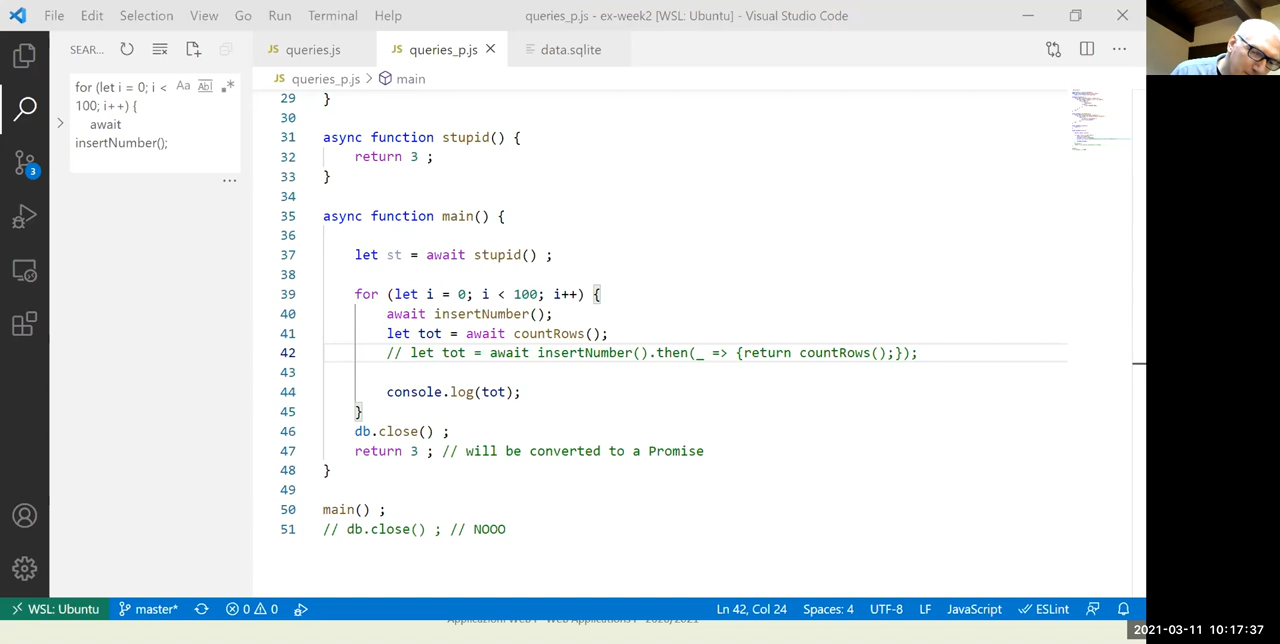 File Edit Selection View Go Run Terminal Help
queries_p.js - ex-week2 [WSL: Ubuntu] - Visual Studio Code
SEAR...
JS queries.js
JS queries_p.js
data.sqlite
JS queries_p.js > main
for (let i = 0; i <
100; i++) {
await
insertNumber();
Aa Ab .*
...
3
29 }
30
31 async function stupid() {
32 return 3 ;
33 }
34
35 async function main() {
36
37 let st = await stupid() ;
38
39 for (let i = 0; i < 100; i++) {
40 await insertNumber();
41 let tot = await countRows();
42 // let tot = await insertNumber().then(_ => {return countRows();});
43
44 console.log(tot);
45 }
46 db.close() ;
47 return 3 ; // will be converted to a Promise
48 }
49
50 main() ;
51 // db.close() ; // NOOO
WSL: Ubuntu master* 0 0 Ln 42, Col 24 Spaces: 4 UTF-8 LF JavaScript ESLint
2021-03-11 10:17:37